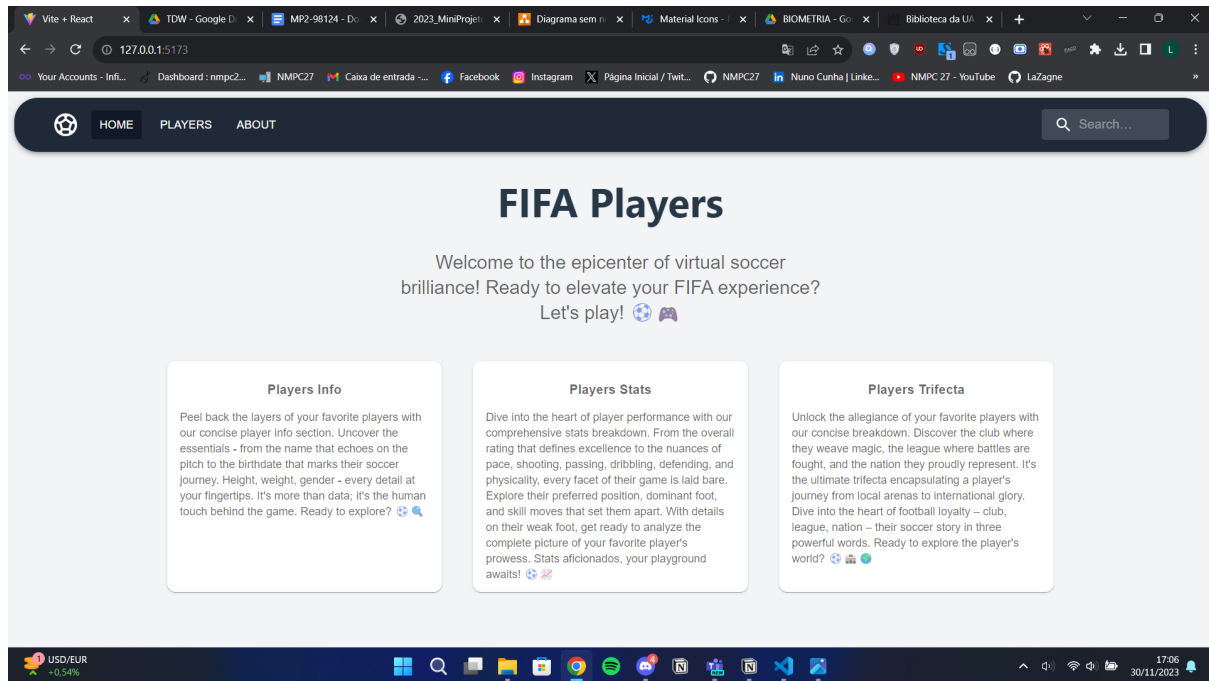 Vite + React
TDW - Google Dr
MP2-98124 - Do
2023_MiniProjet
Diagrama sem n
Material Icons -
BIOMETRIA - Go
Biblioteca da UA
127.0.0.1:5173
L
Your Accounts - Infi...
Dashboard : nmpc2...
NMPC27
Caixa de entrada -...
Facebook
Instagram
Página Inicial / Twit...
NMPC27
Nuno Cunha | Linke...
NMPC 27 - YouTube
LaZagne
»
HOME PLAYERS ABOUT Search...
FIFA Players
Welcome to the epicenter of virtual soccer
brilliance! Ready to elevate your FIFA experience?
Let's play! ⚽ 🎮
Players Info
Peel back the layers of your favorite players with
our concise player info section. Uncover the
essentials - from the name that echoes on the
pitch to the birthdate that marks their soccer
journey. Height, weight, gender - every detail at
your fingertips. It's more than data; it's the human
touch behind the game. Ready to explore? ⚽ 🔍
Players Stats
Dive into the heart of player performance with our
comprehensive stats breakdown. From the overall
rating that defines excellence to the nuances of
pace, shooting, passing, dribbling, defending, and
physicality, every facet of their game is laid bare.
Explore their preferred position, dominant foot,
and skill moves that set them apart. With details
on their weak foot, get ready to analyze the
complete picture of your favorite player's
prowess. Stats aficionados, your playground
awaits! ⚽ 📈
Players Trifecta
Unlock the allegiance of your favorite players with
our concise breakdown. Discover the club where
they weave magic, the league where battles are
fought, and the nation they proudly represent. It's
the ultimate trifecta encapsulating a player's
journey from local arenas to international glory.
Dive into the heart of football loyalty – club,
league, nation – their soccer story in three
powerful words. Ready to explore the player's
world? ⚽ 🏟 🌍
1
USD/EUR
+0,54%
4
17:06
30/11/2023